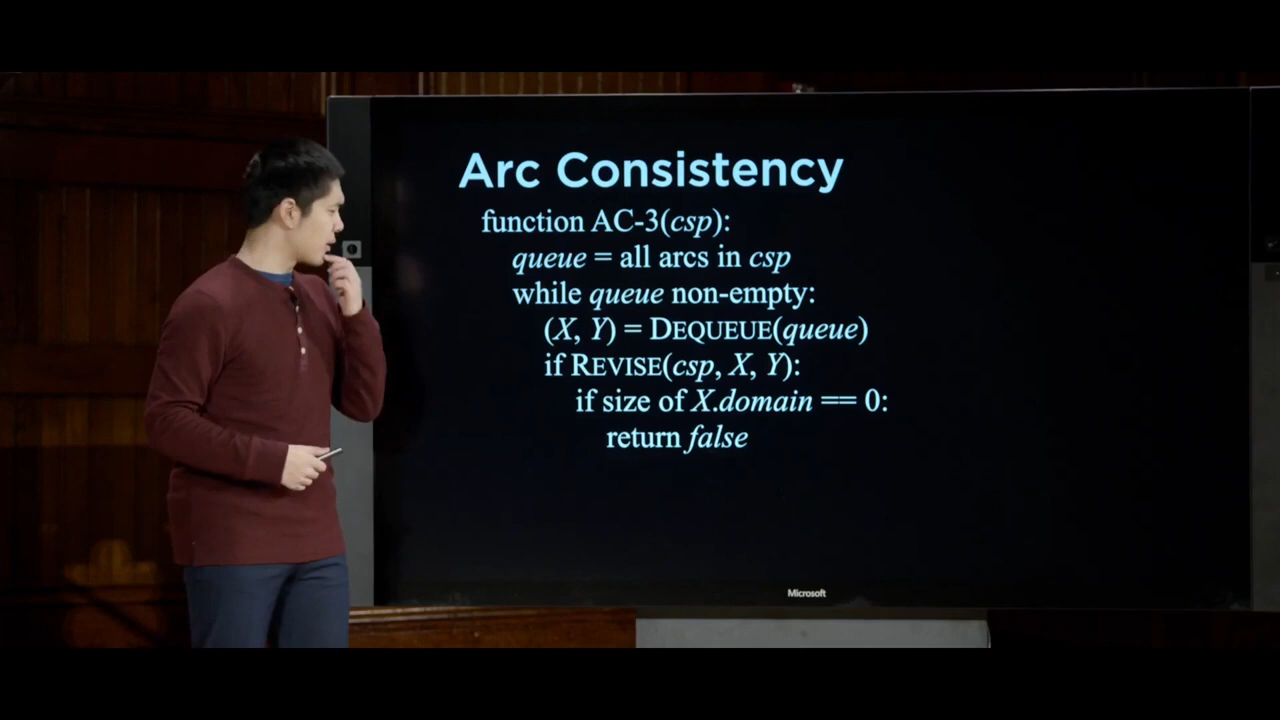 Arc Consistency
function AC-3(csp):
queue = all arcs in csp
while queue non-empty:
(X, Y) = DEQUEUE(queue)
if REVISE(csp, X, Y):
if size of X.domain == 0:
return false
Microsoft